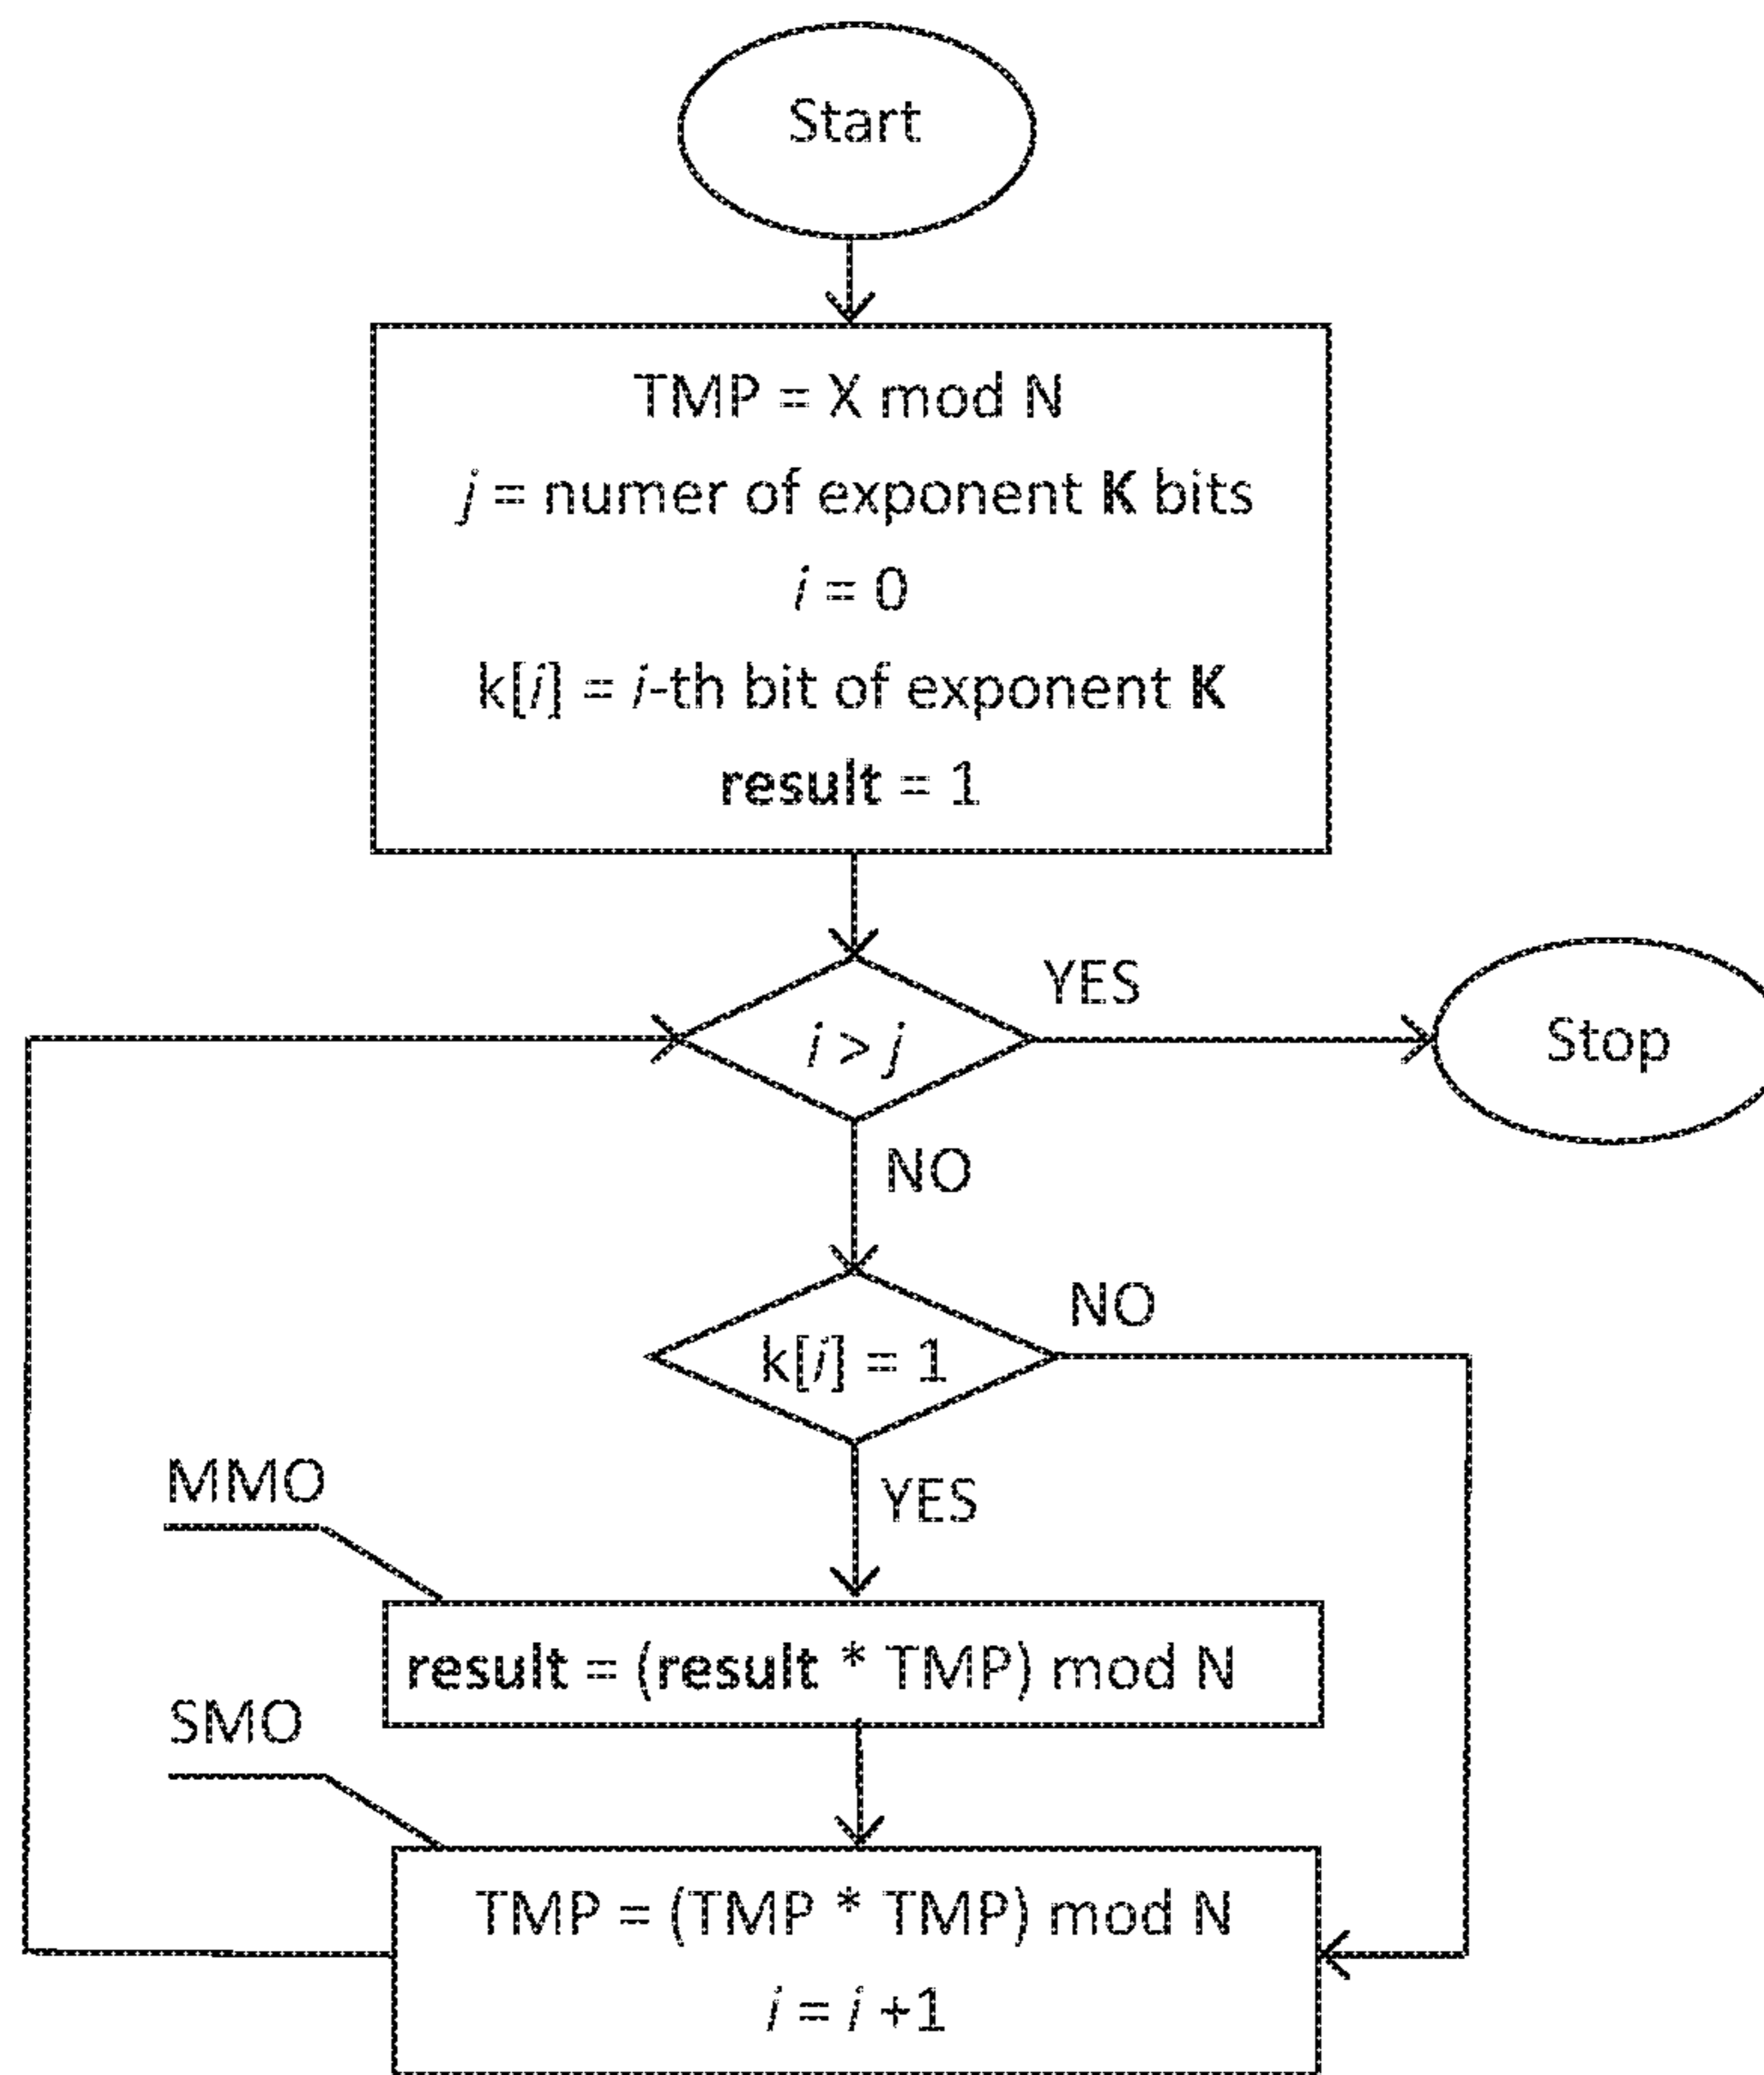 Start
TMP = X mod N
j = numer of exponent K bits
i = 0
k[i] = i-th bit of exponent K
result = 1
YES
i > j
Stop
NO
NO
k[i] = 1
MMO
YES
result = (result * TMP) mod N
SMO
TMP = (TMP * TMP) mod N
i = i +1